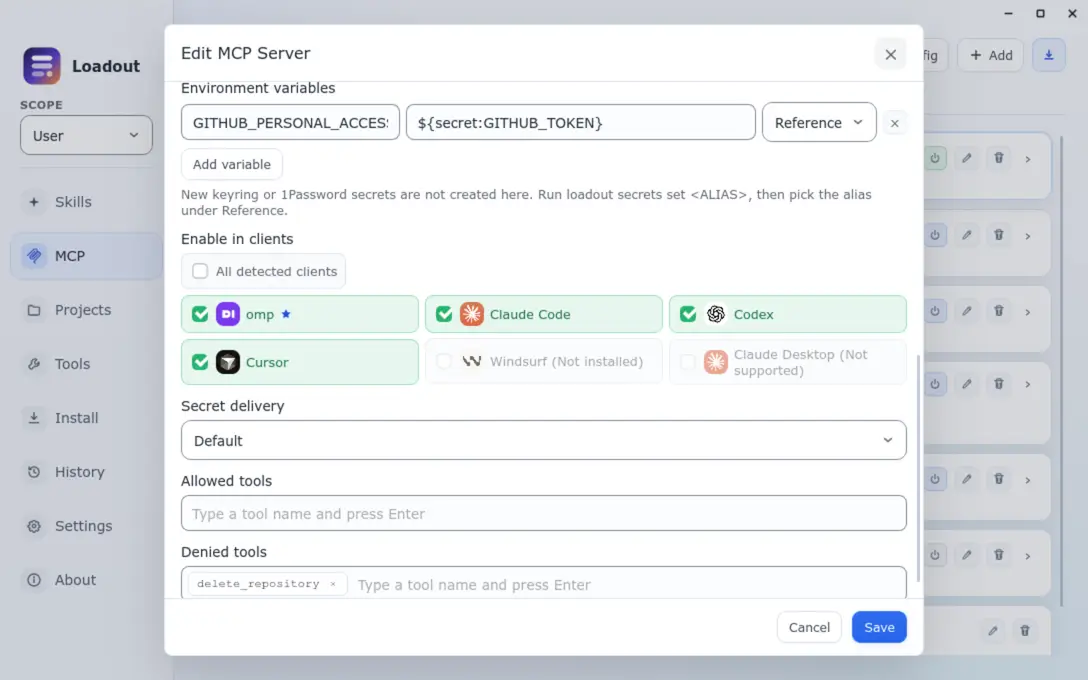 Edit MCP Server
Loadout
fig
+ Add
SCOPE
User
Environment variables
GITHUB_PERSONAL_ACCES
${secret:GITHUB_TOKEN}
Reference
Add variable
New keyring or 1Password secrets are not created here. Run loadout secrets set <ALIAS>, then pick the alias
under Reference.
Skills
MCP
Projects
Tools
Install
History
Settings
About
Enable in clients
All detected clients
DI omp
Claude Code
Codex
Cursor
Windsurf (Not installed)
Claude Desktop (Not
supported)
Secret delivery
Default
Allowed tools
Type a tool name and press Enter
Denied tools
delete_repository ×
Type a tool name and press Enter
Cancel
Save